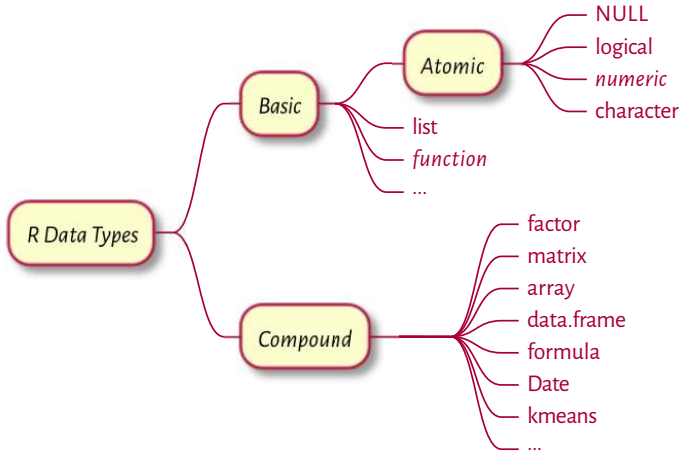 R Data Types
Basic
Atomic
NULL
logical
numeric
character
list
function
...
Compound
factor
matrix
array
data.frame
formula
Date
kmeans
...